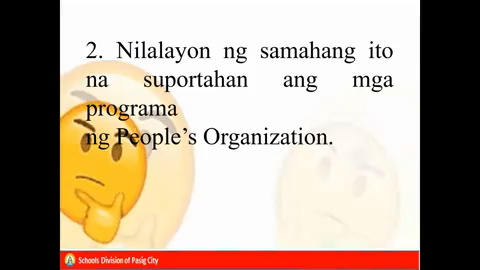 2. Nilalayon ng samahang ito
na suportahan ang mga
programa
ng People's Organization.
Schools Division of Pasig City